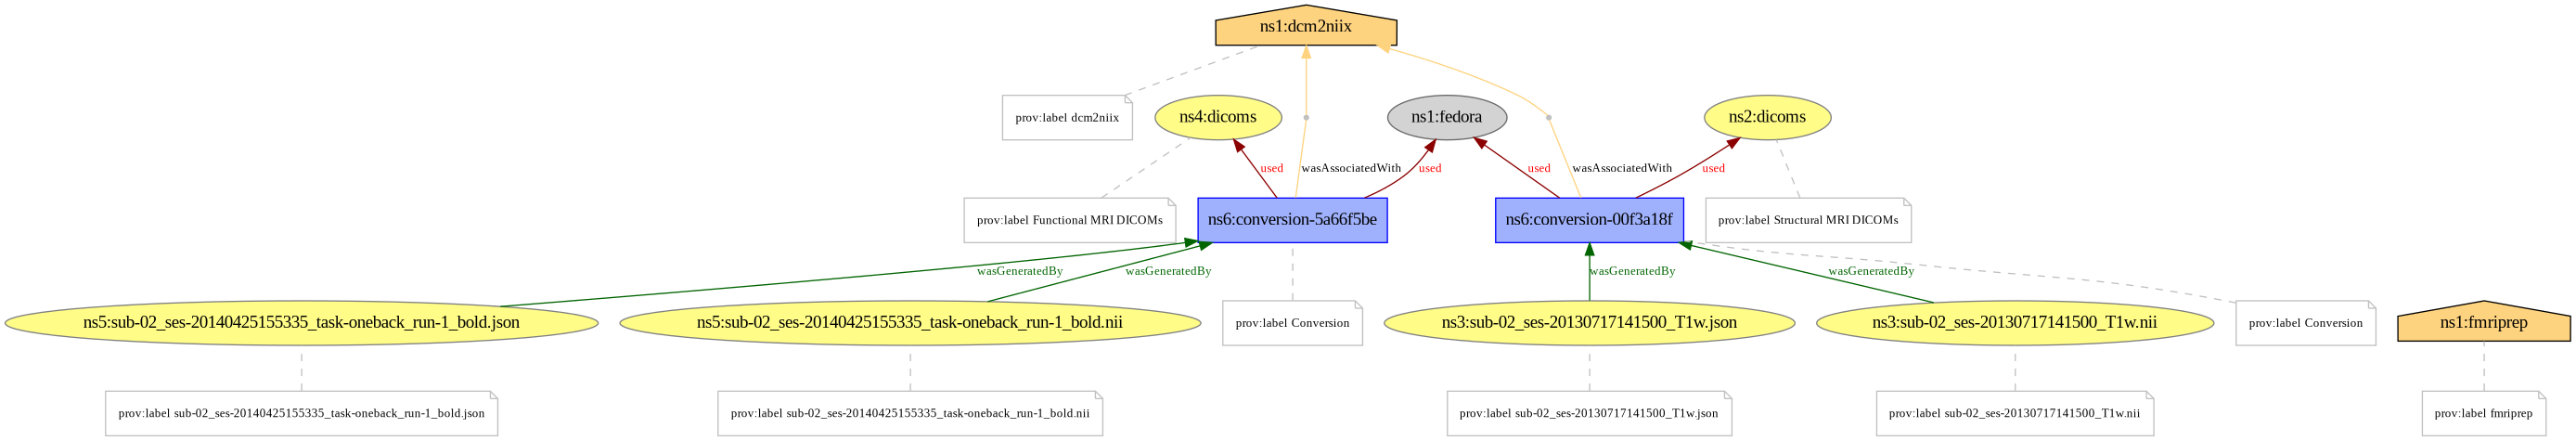 ns1:dcm2niix
prov:label dcm2niix
ns4:dicoms
ns1:fedora
ns2:dicoms
used
wasAssociatedWith
used
used
wasAssociatedWith
used
prov:label Functional MRI DICOMs
ns6:conversion-5a66f5be
ns6:conversion-00f3a18f
prov:label Structural MRI DICOMs
wasGeneratedBy
wasGeneratedBy
wasGeneratedBy
wasGeneratedBy
ns5:sub-02_ses-20140425155335_task-oneback_run-1_bold.json
ns5:sub-02_ses-20140425155335_task-oneback_run-1_bold.nii
prov:label Conversion
ns3:sub-02_ses-20130717141500_T1w.json
ns3:sub-02_ses-20130717141500_T1w.nii
prov:label Conversion
ns1:fmriprep
prov:label sub-02_ses-20140425155335_task-oneback_run-1_bold.json
prov:label sub-02_ses-20140425155335_task-oneback_run-1_bold.nii
prov:label sub-02_ses-20130717141500_T1w.json
prov:label sub-02_ses-20130717141500_T1w.nii
prov:label fmriprep